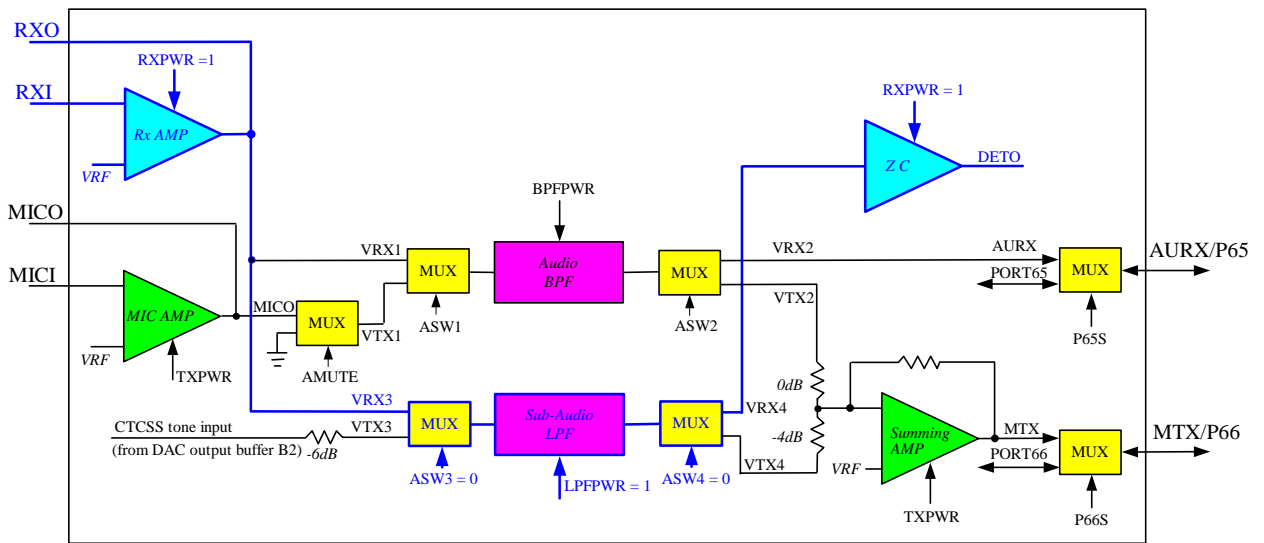 RXO
RXPWR =1
RXI
Rx AMP
VRF
RXPWR = 1
Z C
DETO
MICO
BPFPWR
VRX1
MUX
Audio
BPF
MUX
VRX2
AURX
MUX
AURX/P65
PORT65
MICI
MIC AMP
MICO
MUX
VTX1
ASW1
ASW2
VTX2
P65S
VRF
TXPWR
AMUTE
0dB
VRX3
MUX
Sub-Audio
LPF
MUX
VRX4
CTCSS tone input
(from DAC output buffer B2)
-6dB
VTX3
-4dB
Summing
AMP
MTX
MUX
MTX/P66
PORT66
VTX4
VRF
ASW3 = 0
LPFPWR = 1
ASW4 = 0
TXPWR
P66S